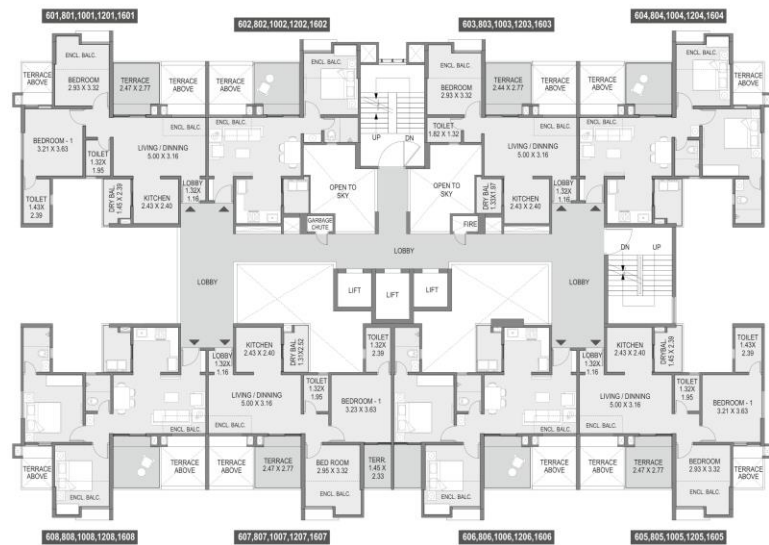 601,801,1001,1201,1601
602,802,1002,1202,1602
603,803,1003,1203,1603
604,804,1004,1204,1604
ENCL. BALC.
TERRACE
ABOVE
BEDROOM
2.93 X 3.32
TERRACE
2.47 X 2.77
TERRACE
ABOVE
TERRACE
ABOVE
ENCL. BALC.
ENCL. BALC.
BEDROOM
2.93 X 3.32
TERRACE
2.44 X 2.77
TERRACE
ABOVE
TERRACE
ABOVE
ENCL. BALC.
TERRACE
ABOVE
BEDROOM - 1
3.21 X 3.63
TOILET
1.32X
1.95
ENCL. BALC.
LIVING / DINNING
5.00 X 3.16
ENCL. BALC.
UP
DN
TOILET
1.82 X 1.32
ENCL. BALC.
LIVING / DINNING
5.00 X 3.16
ENCL. BALC.
TOILET
1.43X
2.39
DRY BAL
1.45 X 2.39
KITCHEN
2.43 X 2.40
LOBBY
1.32X
1.16
OPEN TO
SKY
OPEN TO
SKY
DRY BAL
1.33X1.97
KITCHEN
2.43 X 2.40
LOBBY
1.32X
1.16
GARBAGE
CHUTE
FIRE
LOBBY
LOBBY
LOBBY
DN
UP
LIFT
LIFT
LIFT
LOBBY
1.32X
1.16
KITCHEN
2.43 X 2.40
DRY BAL
1.31X2.52
TOILET
1.32X
2.39
LOBBY
1.32X
1.16
KITCHEN
2.43 X 2.40
DRYBAL
1.45 X 2.39
TOILET
1.43X
2.39
LIVING / DINNING
5.00 X 3.16
TOILET
1.32X
1.95
BEDROOM - 1
3.23 X 3.63
LIVING / DINNING
5.00 X 3.16
TOILET
1.32X
1.95
BEDROOM - 1
3.21 X 3.63
ENCL. BALC.
ENCL. BALC.
ENCL. BALC.
ENCL. BALC.
TERRACE
ABOVE
ENCL. BALC.
TERRACE
ABOVE
TERRACE
ABOVE
TERRACE
2.47 X 2.77
BED ROOM
2.95 X 3.32
ENCL. BALC.
TERR.
1.45 X
2.33
ENCL. BALC.
TERRACE
ABOVE
TERRACE
ABOVE
TERRACE
2.47 X 2.77
BEDROOM
2.93 X 3.32
ENCL. BALC.
TERRACE
ABOVE
608,808,1008,1208,1608
607,807,1007,1207,1607
606,806,1006,1206,1606
605,805,1005,1205,1605